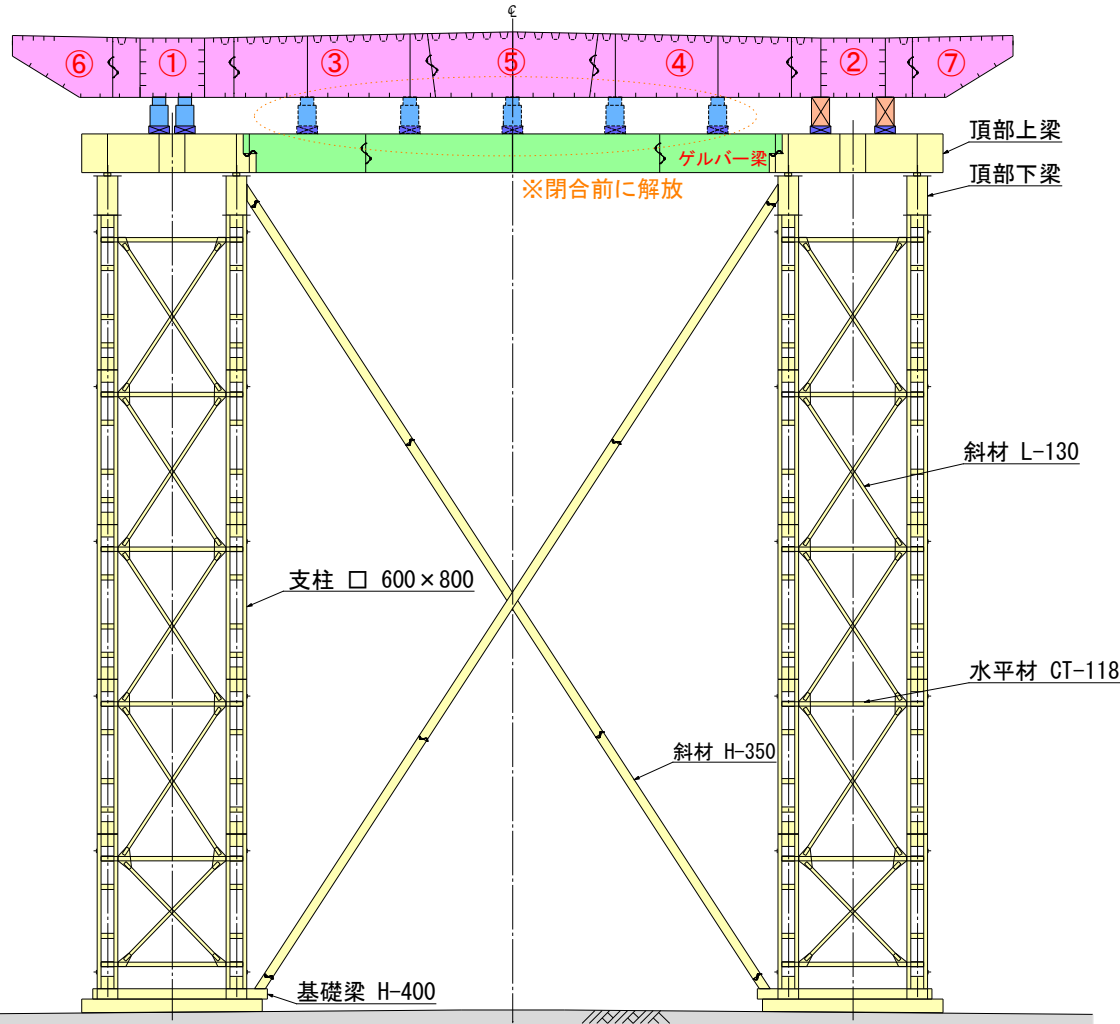 ℄
⑥
①
③
⑤
④
②
⑦
頂部上梁
ゲルバー梁
頂部下梁
※閉合前に解放
斜材 L-130
支柱 □ 600×800
水平材 CT-118
斜材 H-350
基礎梁 H-400